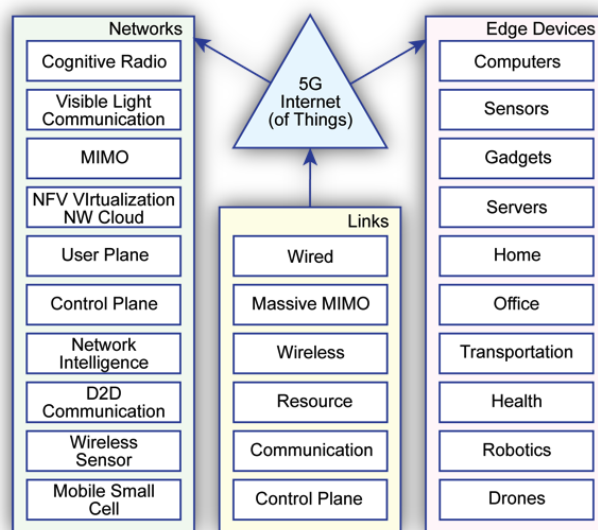 Networks
Cognitive Radio
Visible Light
Communication
MIMO
NFV VIrtualization
NW Cloud
User Plane
Control Plane
Network
Intelligence
D2D
Communication
Wireless
Sensor
Mobile Small
Cell
5G
Internet
(of Things)
Links
Wired
Massive MIMO
Wireless
Resource
Communication
Control Plane
Edge Devices
Computers
Sensors
Gadgets
Servers
Home
Office
Transportation
Health
Robotics
Drones